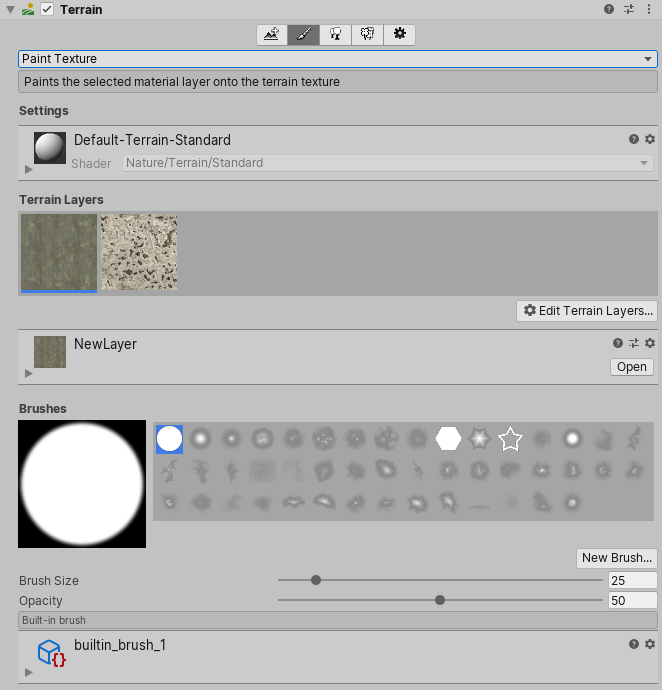 Terrain
Paint Texture
Paints the selected material layer onto the terrain texture
Settings
Default-Terrain-Standard
Shader Nature/Terrain/Standard
Terrain Layers
Edit Terrain Layers...
NewLayer
Open
Brushes
New Brush...
Brush Size 25
Opacity 50
Built-in brush
builtin_brush_1